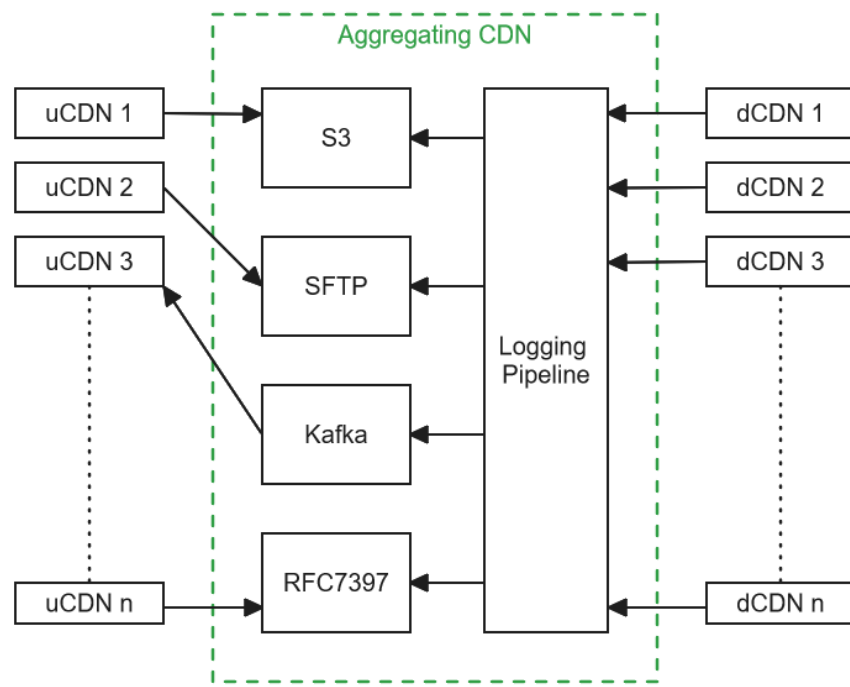 Aggregating CDN
uCDN 1
S3
dCDN 1
uCDN 2
dCDN 2
uCDN 3
SFTP
dCDN 3
Logging
Pipeline
Kafka
RFC7397
uCDN n
dCDN n